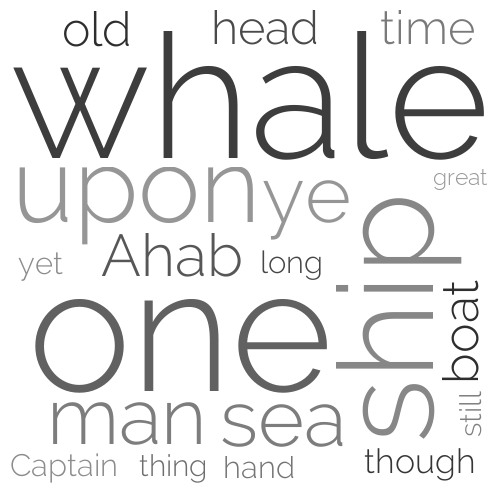 old head time
whale
great
upon ye
yet Ahab long
ship
boat
one
still
man sea
though
Captain thing hand